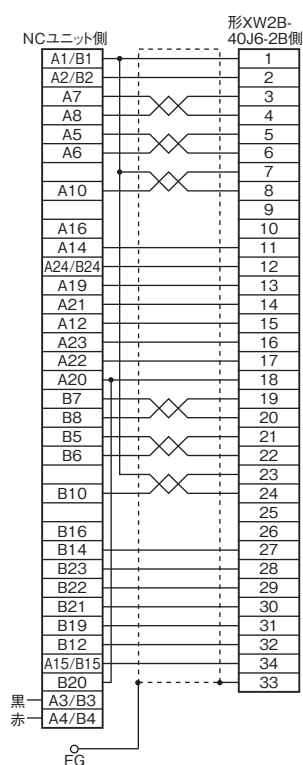 NCユニット側
形XW2B-
40J6-2B側
A1/B1 1
A2/B2 2
A7 3
A8 4
A5 5
A6 6
7
A10 8
9
A16 10
A14 11
A24/B24 12
A19 13
A21 14
A12 15
A23 16
A22 17
A20 18
B7 19
B8 20
B5 21
B6 22
23
B10 24
25
B16 26
B14 27
B23 28
B22 29
B21 30
B19 31
B12 32
A15/B15 34
B20 33
黒 A3/B3
赤 A4/B4
FG